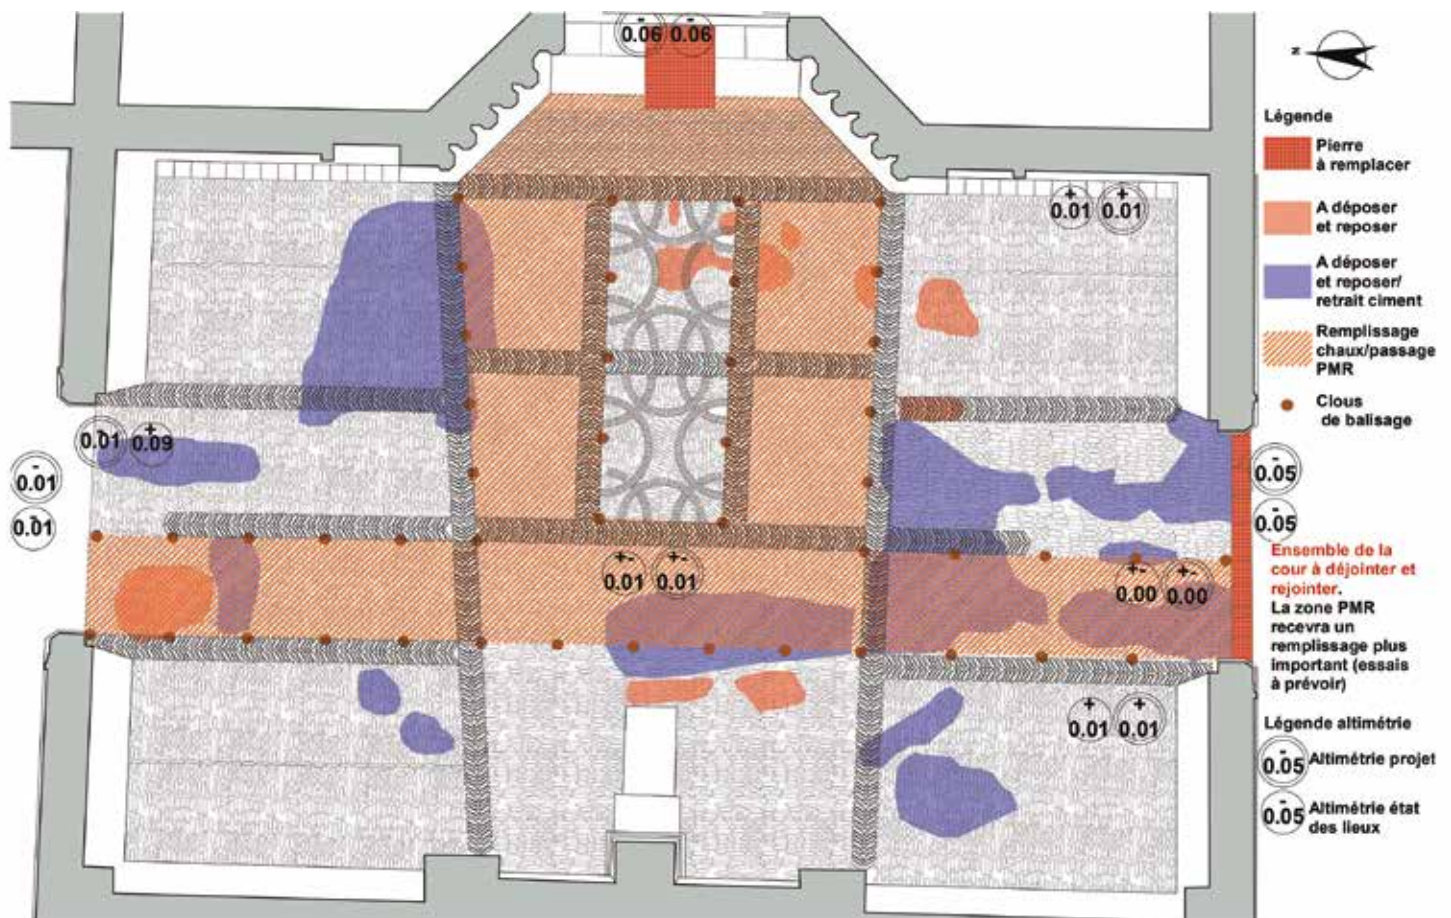 - -
0.06 0.06
N
Légende
Pierre
à remplacer
A déposer
et reposer
A déposer
et reposer/
retrait ciment
Remplissage
chaux/passage
PMR
Clous
de balisage
+ +
0.01 0.01
- +
0.01 0.09
-
0.01
-
0.01
-
0.05
-
0.05
+- +-
0.01 0.01
+- +-
0.00 0.00
+ +
0.01 0.01
Ensemble de la
cour à déjointer et
rejointer.
La zone PMR
recevra un
remplissage plus
important (essais
à prévoir)
Légende altimétrie
-
0.05 Altimétrie projet
-
0.05 Altimétrie état
des lieux